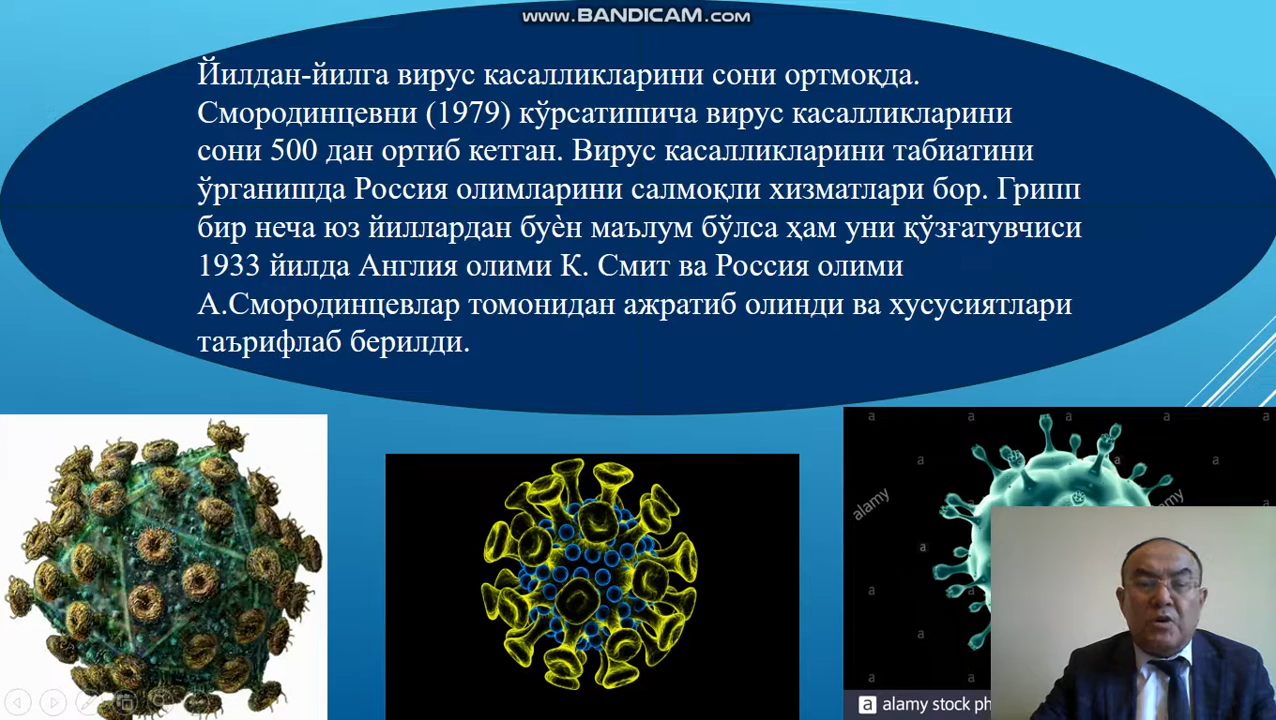 www.BANDICAM.com
Йилдан-йилга вирус касалликларини сони ортмоқда.
Смородинцевни (1979) кўрсатишича вирус касалликларини
сони 500 дан ортиб кетган. Вирус касалликларини табиатини
ўрганишда Россия олимларини салмоқли хизматлари бор. Грипп
бир неча юз йиллардан буѐн маълум бўлса ҳам уни қўзғатувчиси
1933 йилда Англия олими К. Смит ва Россия олими
А.Смородинцевлар томонидан ажратиб олинди ва хусусиятлари
таърифлаб берилди.
a a a a a
a a
alamy
alamy
a
a
a
a
a alamy stock ph